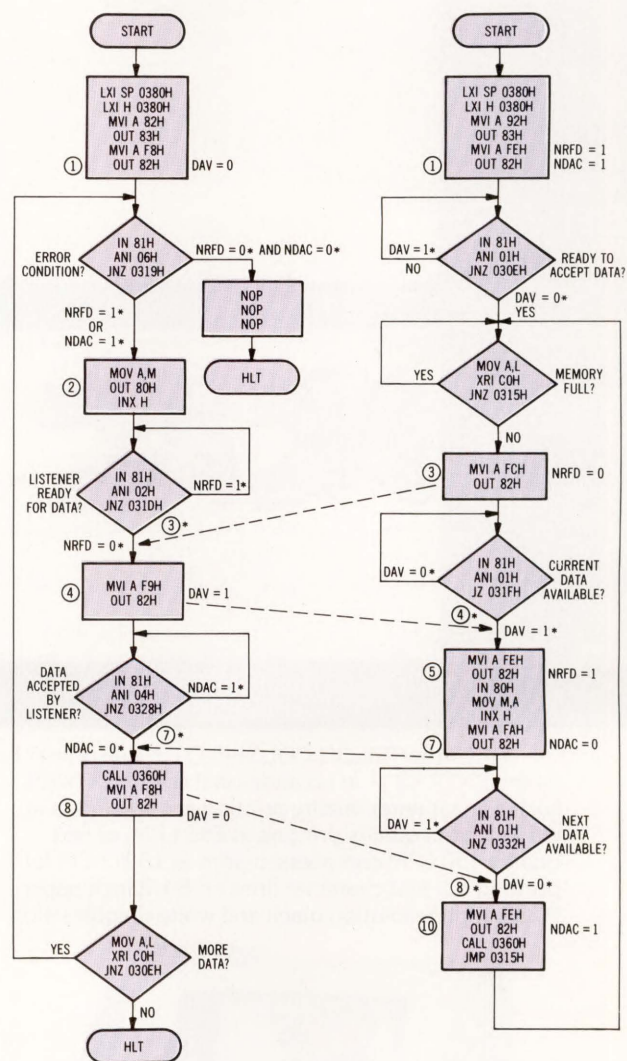 START
LXI SP 0380H
LXI H 0380H
MVI A 82H
OUT 83H
MVI A F8H
OUT 82H
①
DAV = 0
ERROR
CONDITION?
IN 81H
ANI 06H
JNZ 0319H
NRFD = 0* AND NDAC = 0*
NOP
NOP
NOP
HLT
NRFD = 1*
OR
NDAC = 1*
②
MOV A,M
OUT 80H
INX H
LISTENER
READY
FOR DATA?
IN 81H
ANI 02H
JNZ 031DH
NRFD = 1*
③*
NRFD = 0*
④
MVI A F9H
OUT 82H
DAV = 1
④*
DATA
ACCEPTED
BY
LISTENER?
IN 81H
ANI 04H
JNZ 0328H
NDAC = 1*
⑦*
NDAC = 0*
⑧
CALL 0360H
MVI A F8H
OUT 82H
DAV = 0
⑧*
YES
MOV A,L
XRI C0H
JNZ 030EH
MORE
DATA?
NO
HLT
START
LXI SP 0380H
LXI H 0380H
MVI A 92H
OUT 83H
MVI A FEH
OUT 82H
①
NRFD = 1
NDAC = 1
DAV = 1*
NO
IN 81H
ANI 01H
JNZ 030EH
READY TO
ACCEPT DATA?
DAV = 0*
YES
YES
MOV A,L
XRI C0H
JNZ 0315H
MEMORY
FULL?
NO
③
MVI A FCH
OUT 82H
NRFD = 0
DAV = 0*
IN 81H
ANI 01H
JZ 031FH
CURRENT
DATA
AVAILABLE?
DAV = 1*
⑤
MVI A FEH
OUT 82H
IN 80H
MOV M,A
INX H
MVI A FAH
OUT 82H
NRFD = 1
⑦
NDAC = 0
DAV = 1*
IN 81H
ANI 01H
JNZ 0332H
NEXT
DATA
AVAILABLE?
DAV = 0*
⑩
MVI A FEH
OUT 82H
CALL 0360H
JMP 0315H
NDAC = 1